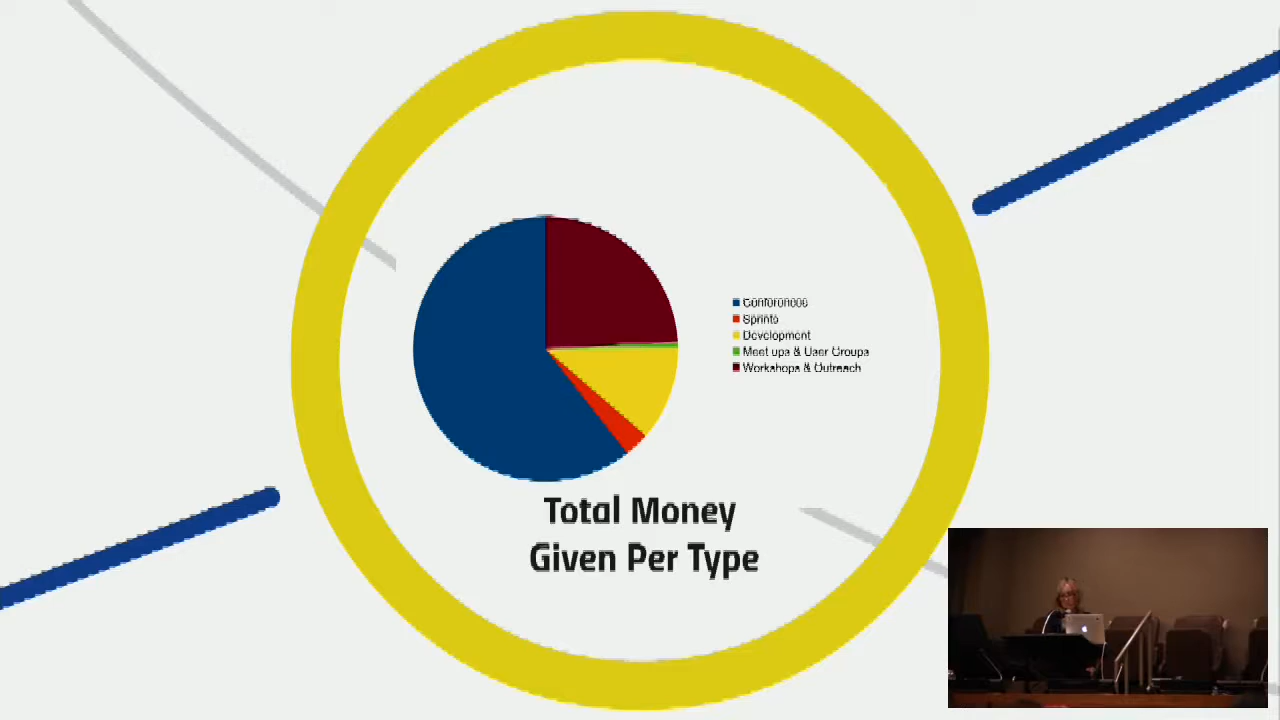 Conferences
Sprints
Development
Meet ups & User Groups
Workshops & Outreach
Total Money
Given Per Type